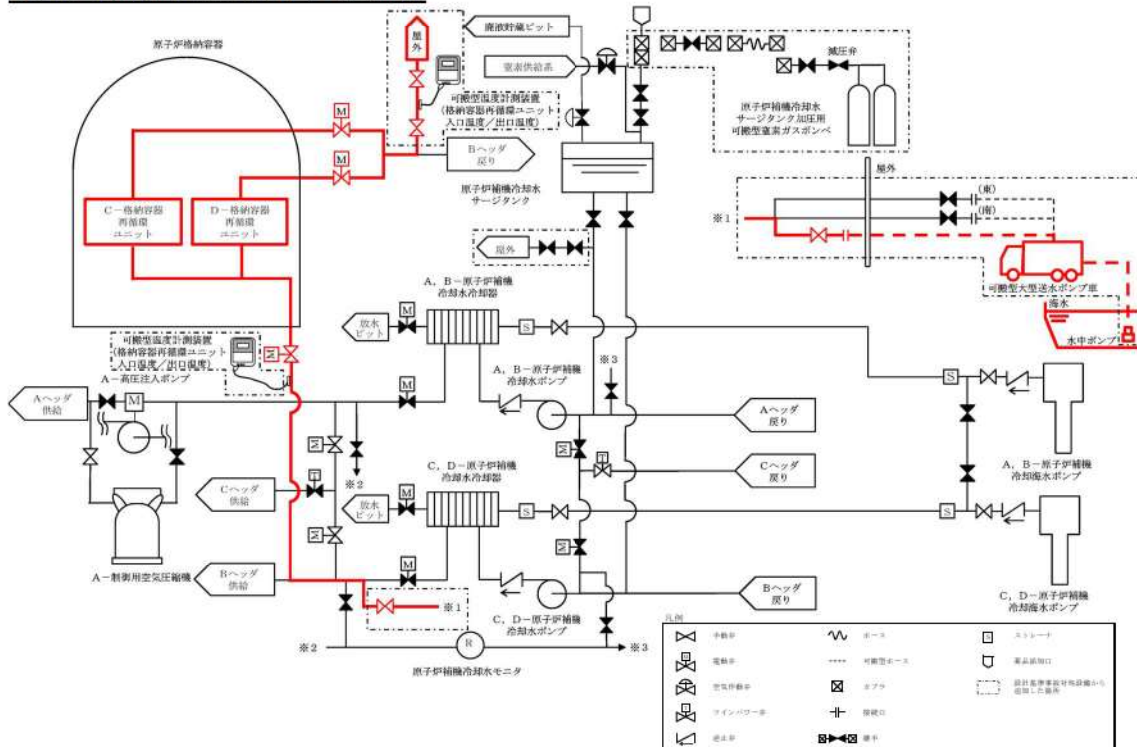 原子炉格納容器
屋外
廃液貯蔵ピット
窒素供給系
可搬型温度計測装置
(格納容器再循環ユニット
入口温度/出口温度)
Bヘッダ
戻り
原子炉補機冷却水
サージタンク
減圧弁
原子炉補機冷却水
サージタンク加圧用
可搬型窒素ガスボンベ
屋外
(東)
(南)
※1
可搬型大型送水ポンプ車
海水
水中ポンプ
M
M
C-格納容器
再循環
ユニット
D-格納容器
再循環
ユニット
屋外
A,B-原子炉補機
冷却水冷却器
放水
ピット
M
S
可搬型温度計測装置
(格納容器再循環ユニット
入口温度/出口温度)
M
A-高圧注入ポンプ
Aヘッダ
供給
M
M
A,B-原子炉補機
冷却水ポンプ
※3
Aヘッダ
戻り
S
A,B-原子炉補機
冷却海水ポンプ
M
※2
M
T
Cヘッダ
戻り
Cヘッダ
供給
T
C,D-原子炉補機
冷却水冷却器
放水
ピット
M
S
S
M
M
A-制御用空気圧縮機
Bヘッダ
供給
M
C,D-原子炉補機
冷却水ポンプ
Bヘッダ
戻り
C,D-原子炉補機
冷却海水ポンプ
※1
※2
R
※3
原子炉補機冷却水モニタ
凡例
手動弁
ホース
S
ストレーナ
電動弁
可搬型ホース
薬品添加口
空気作動弁
カプラ
設計基準事故対処設備から
追加した箇所
ツインパワー弁
接続口
逆止弁